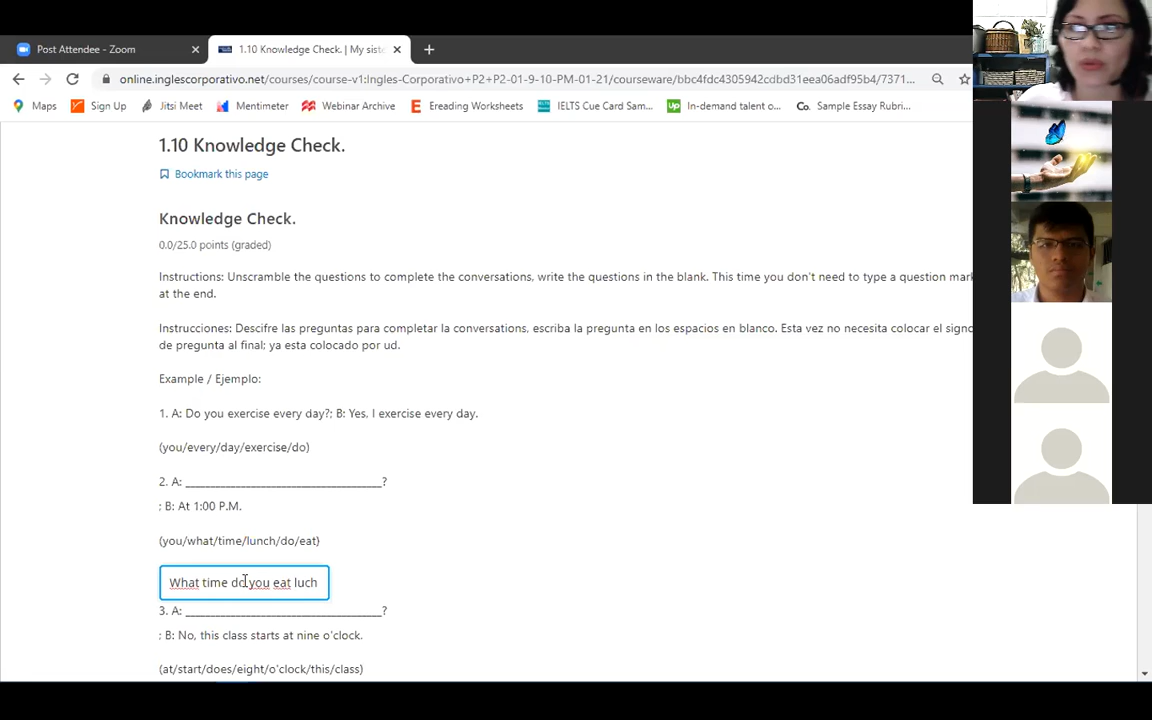 Post Attendee - Zoom
1.10 Knowledge Check. | My sist
online.inglescorporativo.net/courses/course-v1:Ingles-Corporativo+P2+P2-01-9-10-PM-01-21/courseware/bbc4fdc4305942cdbd31eea06adf95b4/7371...
Maps
Sign Up
Jitsi Meet
Mentimeter
Webinar Archive
E
Ereading Worksheets
IELTS Cue Card Sam...
Up
In-demand talent o...
Co.
Sample Essay Rubri...
1.10 Knowledge Check.
Bookmark this page
Knowledge Check.
0.0/25.0 points (graded)
Instructions: Unscramble the questions to complete the conversations, write the questions in the blank. This time you don't need to type a question mark
at the end.
Instrucciones: Descifre las preguntas para completar la conversations, escriba la pregunta en los espacios en blanco. Esta vez no necesita colocar el signo
de pregunta al final; ya esta colocado por ud.
Example / Ejemplo:
1. A: Do you exercise every day?; B: Yes, I exercise every day.
(you/every/day/exercise/do)
2. A: ___________________________________?
; B: At 1:00 P.M.
(you/what/time/lunch/do/eat)
What time do you eat luch
3. A: ___________________________________?
; B: No, this class starts at nine o'clock.
(at/start/does/eight/o'clock/this/class)